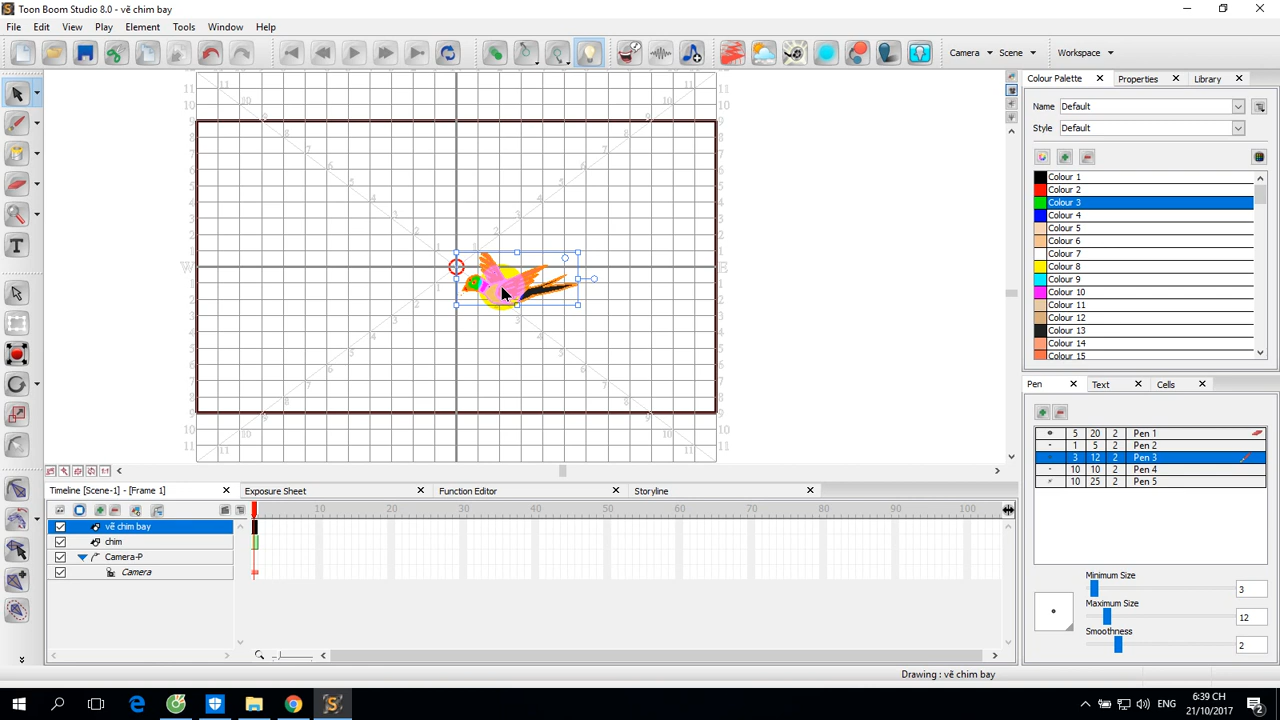 Toon Boom Studio 8.0 - vẽ chim bay
File Edit View Play Element Tools Window Help
Camera Scene Workspace
Colour Palette Properties Library
Name Default
Style Default
Colour 1
Colour 2
Colour 3
Colour 4
Colour 5
Colour 6
Colour 7
Colour 8
Colour 9
Colour 10
Colour 11
Colour 12
Colour 13
Colour 14
Colour 15
Pen Text Cells
5 20 2 Pen 1
1 5 2 Pen 2
3 12 2 Pen 3
10 10 2 Pen 4
10 25 2 Pen 5
Minimum Size
3
Maximum Size
12
Smoothness
2
Timeline [Scene-1] - [Frame 1] Exposure Sheet Function Editor Storyline
10 20 30 40 50 60 70 80 90 100
vẽ chim bay
chim
Camera-P
Camera
Drawing : vẽ chim bay
6:39 CH
ENG
21/10/2017